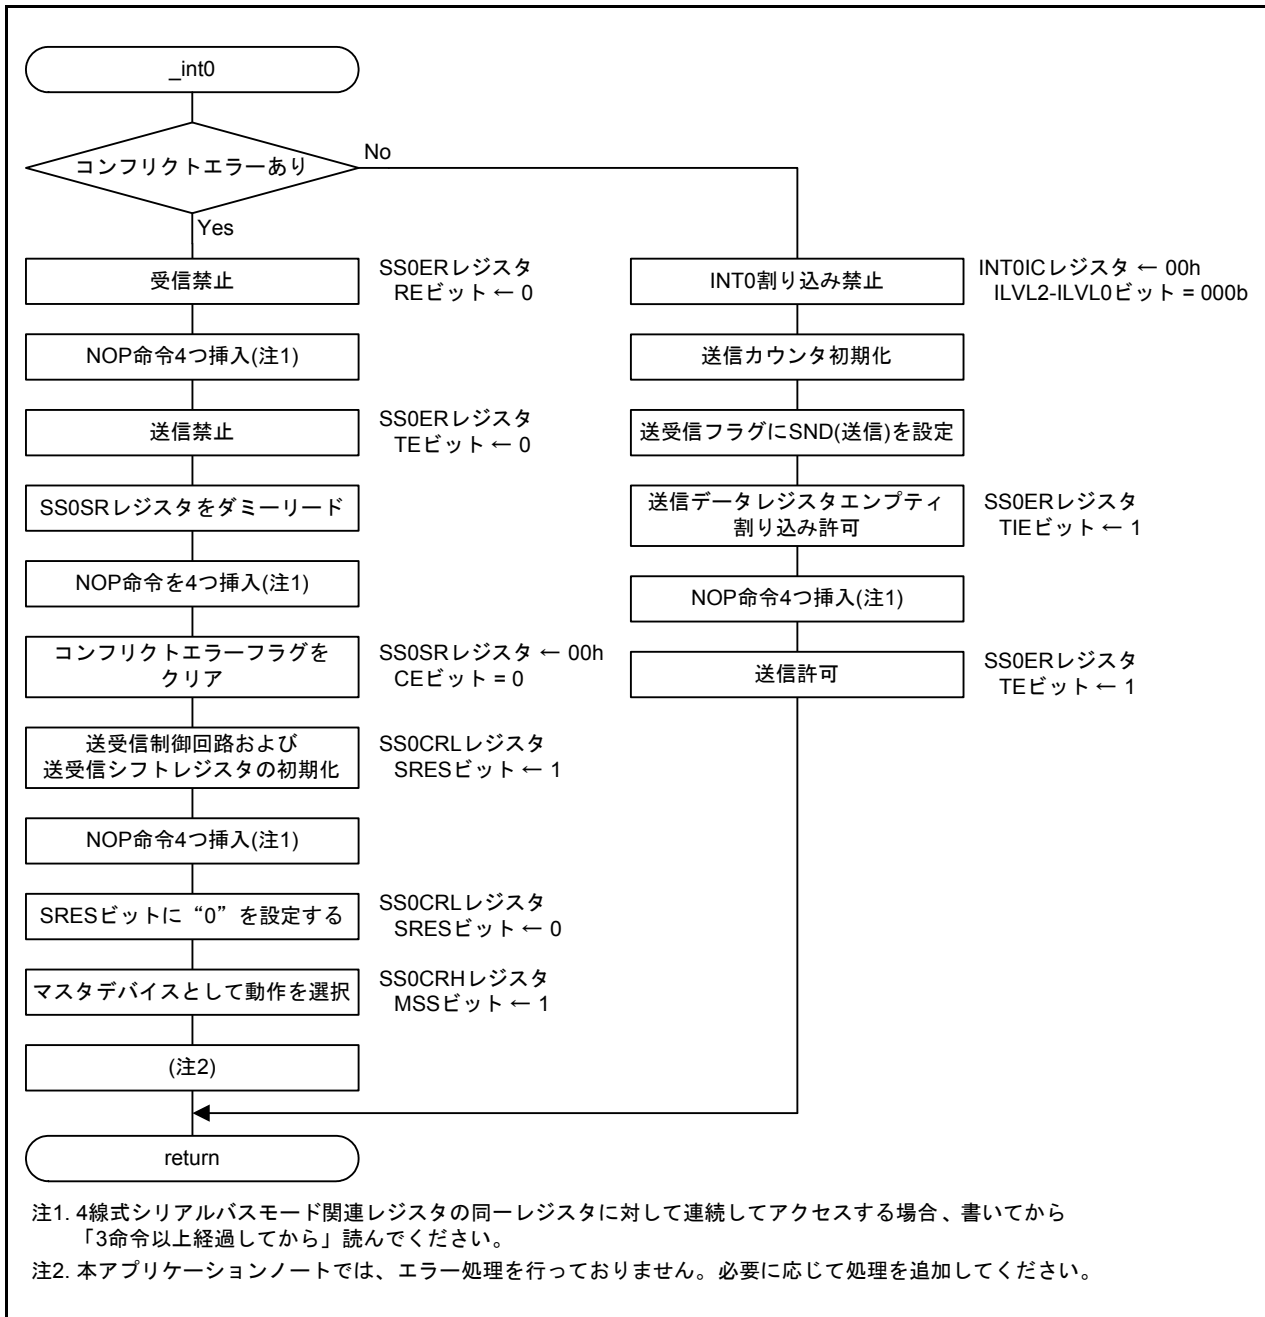 _int0
コンフリクトエラーあり
No
Yes
受信禁止
SS0ERレジスタ
REビット ← 0
NOP命令4つ挿入(注1)
送信禁止
SS0ERレジスタ
TEビット ← 0
SS0SRレジスタをダミーリード
NOP命令を4つ挿入(注1)
コンフリクトエラーフラグを
クリア
SS0SRレジスタ ← 00h
CEビット = 0
送受信制御回路および
送受信シフトレジスタの初期化
SS0CRLレジスタ
SRESビット ← 1
NOP命令4つ挿入(注1)
SRESビットに“0”を設定する
SS0CRLレジスタ
SRESビット ← 0
マスタデバイスとして動作を選択
SS0CRHレジスタ
MSSビット ← 1
(注2)
return
INT0割り込み禁止
INT0ICレジスタ ← 00h
ILVL2-ILVL0ビット = 000b
送信カウンタ初期化
送受信フラグにSND(送信)を設定
送信データレジスタエンプティ
割り込み許可
SS0ERレジスタ
TIEビット ← 1
NOP命令4つ挿入(注1)
送信許可
SS0ERレジスタ
TEビット ← 1
注1. 4線式シリアルバスモード関連レジスタの同一レジスタに対して連続してアクセスする場合、書いてから
「3命令以上経過してから」読んでください。
注2. 本アプリケーションノートでは、エラー処理を行っておりません。必要に応じて処理を追加してください。